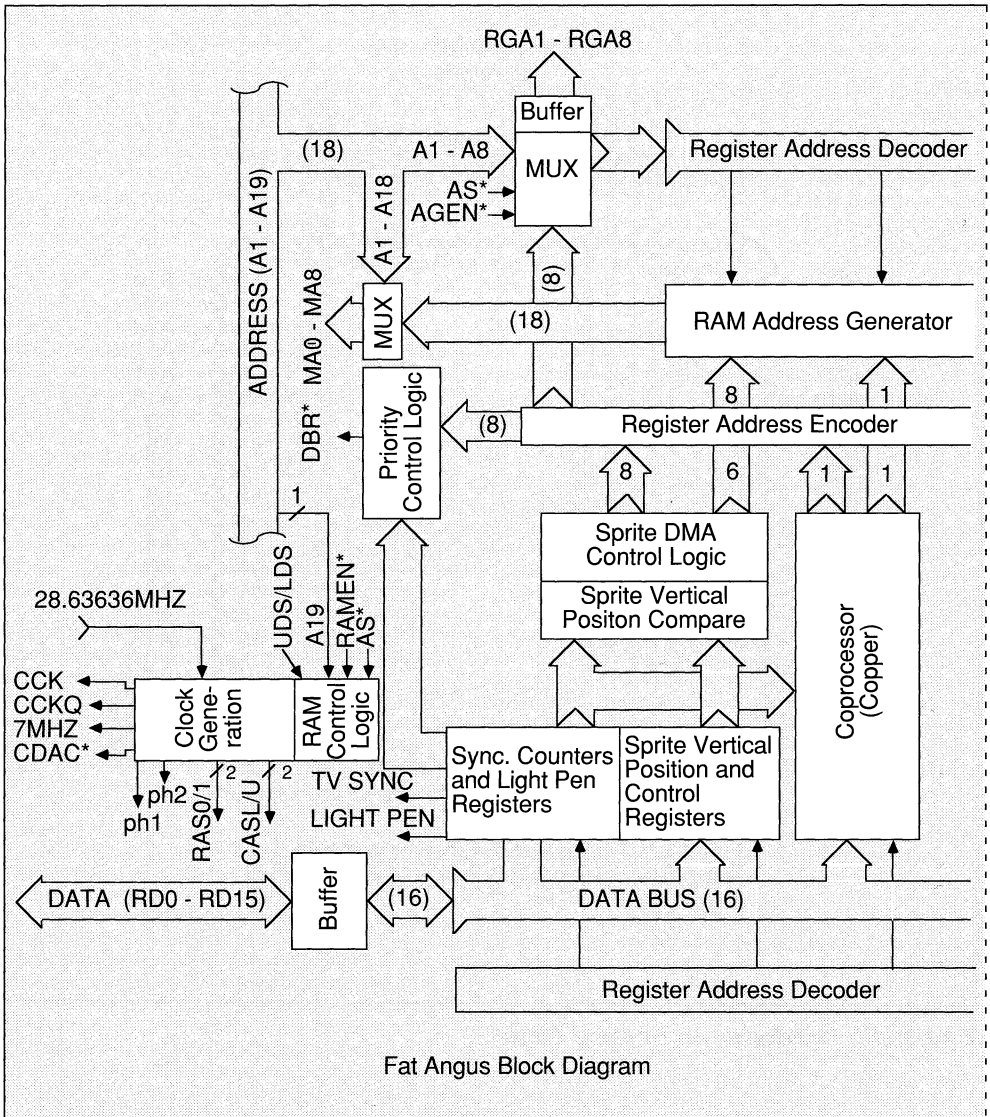 RGA1 - RGA8
Buffer
MUX
(18)
A1 - A8
AS*
AGEN*
Register Address Decoder
ADDRESS (A1 - A19)
A1 - A18
(8)
MA0 - MA8
MUX
(18)
RAM Address Generator
8
1
DBR*
Priority
Control Logic
(8)
Register Address Encoder
8
6
1
1
1
Sprite DMA
Control Logic
Sprite Vertical
Positon Compare
Coprocessor
(Copper)
28.63636MHZ
UDS/LDS
A19
RAMEN*
AS*
CCK
CCKQ
7MHZ
CDAC*
Clock
Gene-
ration
RAM
Control
Logic
ph1
ph2
2
RAS0/1
2
CASL/U
TV SYNC
LIGHT PEN
Sync. Counters
and Light Pen
Registers
Sprite Vertical
Position and
Control
Registers
DATA (RD0 - RD15)
Buffer
(16)
DATA BUS (16)
Register Address Decoder
Fat Angus Block Diagram